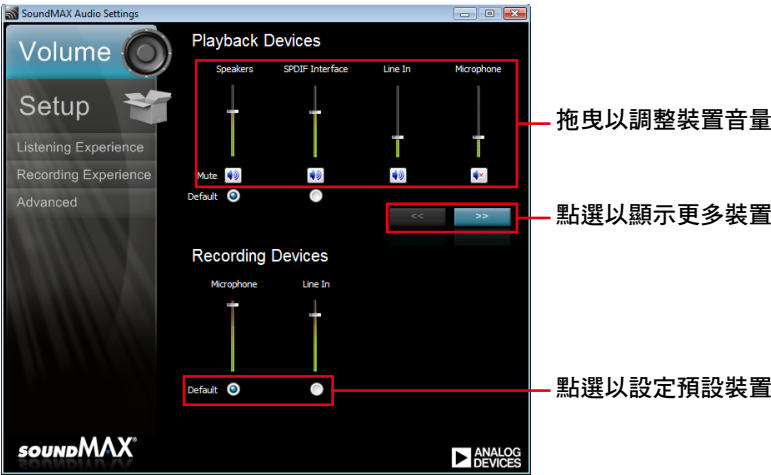 SoundMAX Audio Settings
Volume
Setup
Listening Experience
Recording Experience
Advanced
Playback Devices
Speakers SPDIF Interface Line In Microphone
Mute
Default
<< >>
Recording Devices
Microphone Line In
Default
SOUNDMAX®
ANALOG
DEVICES
拖曳以調整裝置音量
點選以顯示更多裝置
點選以設定預設裝置